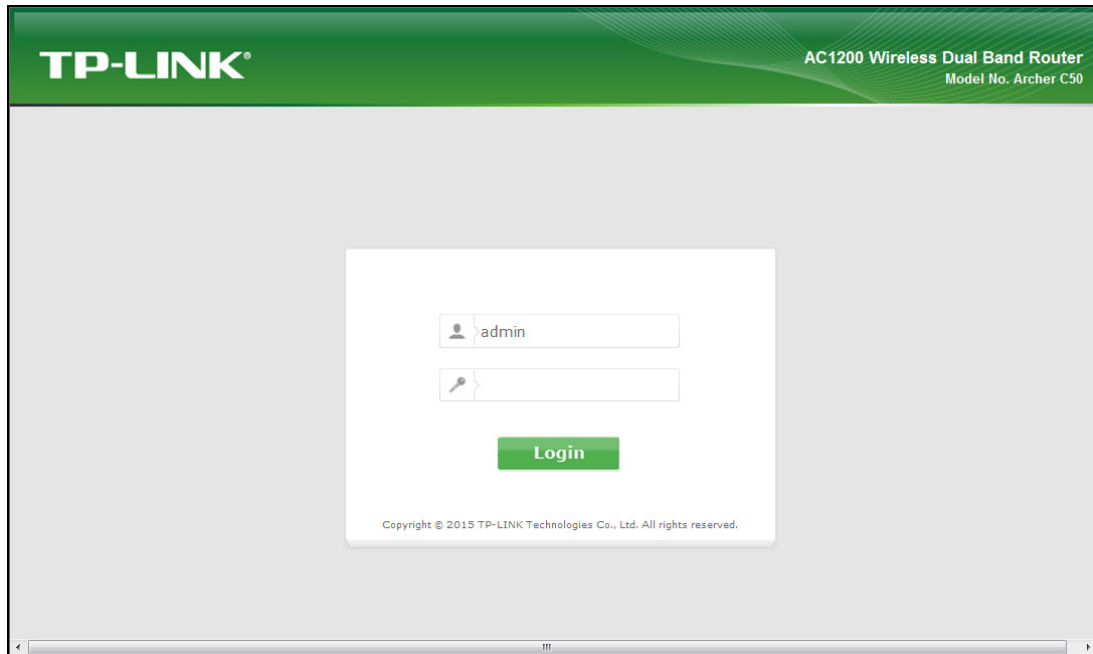 TP-LINK®
AC1200 Wireless Dual Band Router
Model No. Archer C50
admin
Login
Copyright © 2015 TP-LINK Technologies Co., Ltd. All rights reserved.